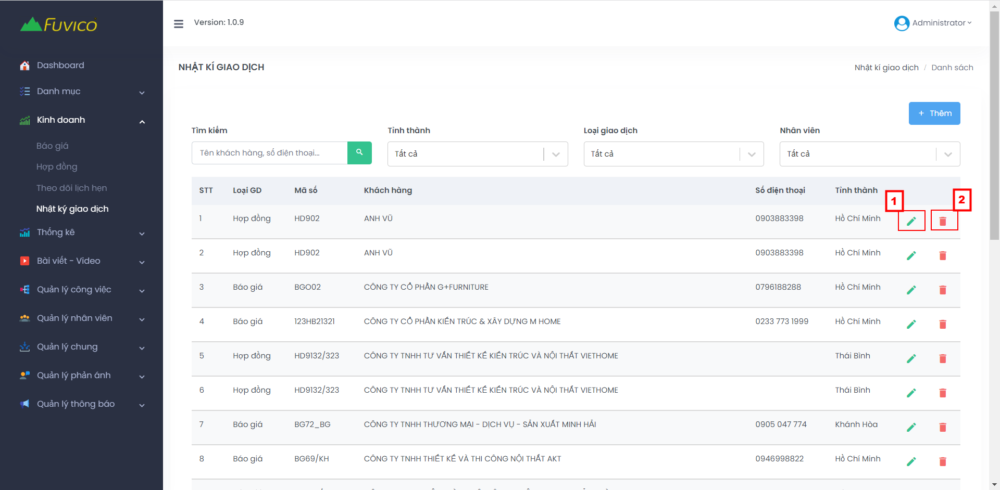 FUVICO
Version: 1.0.9
Administrator
Dashboard
Danh mục
Kinh doanh
Báo giá
Hợp đồng
Theo dõi lịch hẹn
Nhật ký giao dịch
Thống kê
Bài viết - Video
Quản lý công việc
Quản lý nhân viên
Quản lý chung
Quản lý phản ánh
Quản lý thông báo
NHẬT KÍ GIAO DỊCH
Nhật kí giao dịch / Danh sách
+ Thêm
Tìm kiếm Tỉnh thành Loại giao dịch Nhân viên
Tên khách hàng, số điện thoại... Tất cả Tất cả Tất cả
STT Loại GD Mã số Khách hàng Số điện thoại Tỉnh thành
1 2
1 Hợp đồng HD902 ANH VŨ 0903883398 Hồ Chí Minh
2 Hợp đồng HD902 ANH VŨ 0903883398 Hồ Chí Minh
3 Báo giá BGO02 CÔNG TY CỔ PHẦN G+FURNITURE 0796188288 Hồ Chí Minh
4 Báo giá 123HB21321 CÔNG TY CỔ PHẦN KIẾN TRÚC & XÂY DỰNG M HOME 0233 773 1999 Hồ Chí Minh
5 Hợp đồng HD9132/323 CÔNG TY TNHH TƯ VẤN THIẾT KẾ KIẾN TRÚC VÀ NỘI THẤT VIETHOME Thái Bình
6 Hợp đồng HD9132/323 CÔNG TY TNHH TƯ VẤN THIẾT KẾ KIẾN TRÚC VÀ NỘI THẤT VIETHOME Thái Bình
7 Báo giá BG72_BG CÔNG TY TNHH THƯƠNG MẠI - DỊCH VỤ - SẢN XUẤT MINH HẢI 0905 047 774 Khánh Hòa
8 Báo giá BG69/KH CÔNG TY TNHH THIẾT KẾ VÀ THI CÔNG NỘI THẤT AKT 0946998822 Hồ Chí Minh